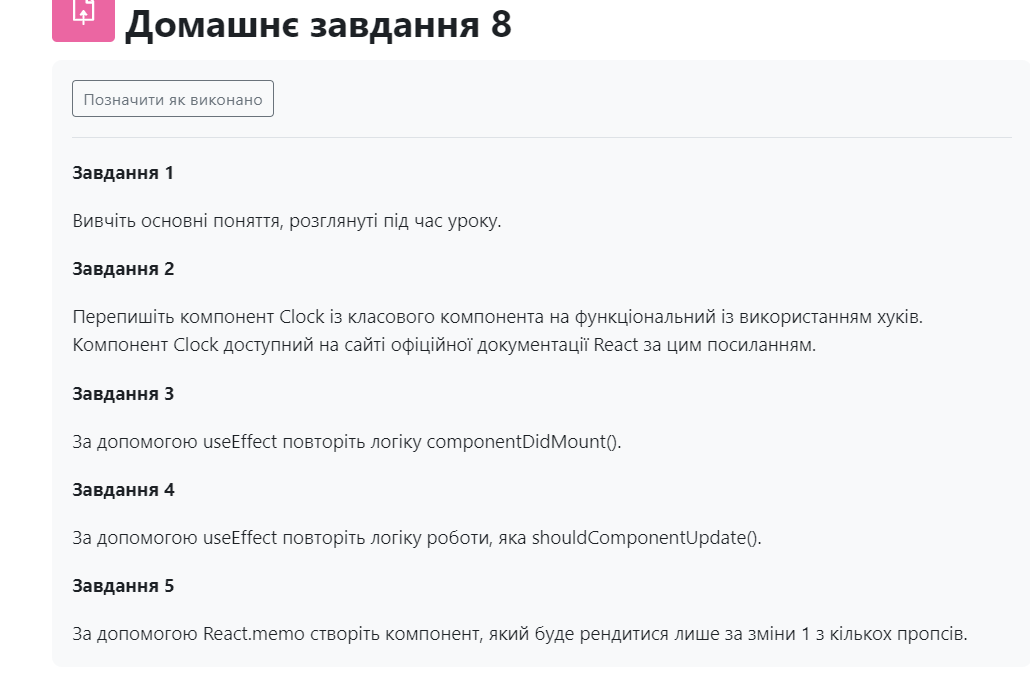 Домашнє завдання 8
Позначити як виконано
Завдання 1
Вивчіть основні поняття, розглянуті під час уроку.
Завдання 2
Перепишіть компонент Clock із класового компонента на функціональний із використанням хуків.
Компонент Clock доступний на сайті офіційної документації React за цим посиланням.
Завдання 3
За допомогою useEffect повторіть логіку componentDidMount().
Завдання 4
За допомогою useEffect повторіть логіку роботи, яка shouldComponentUpdate().
Завдання 5
За допомогою React.memo створіть компонент, який буде рендитися лише за зміни 1 з кількох пропсів.